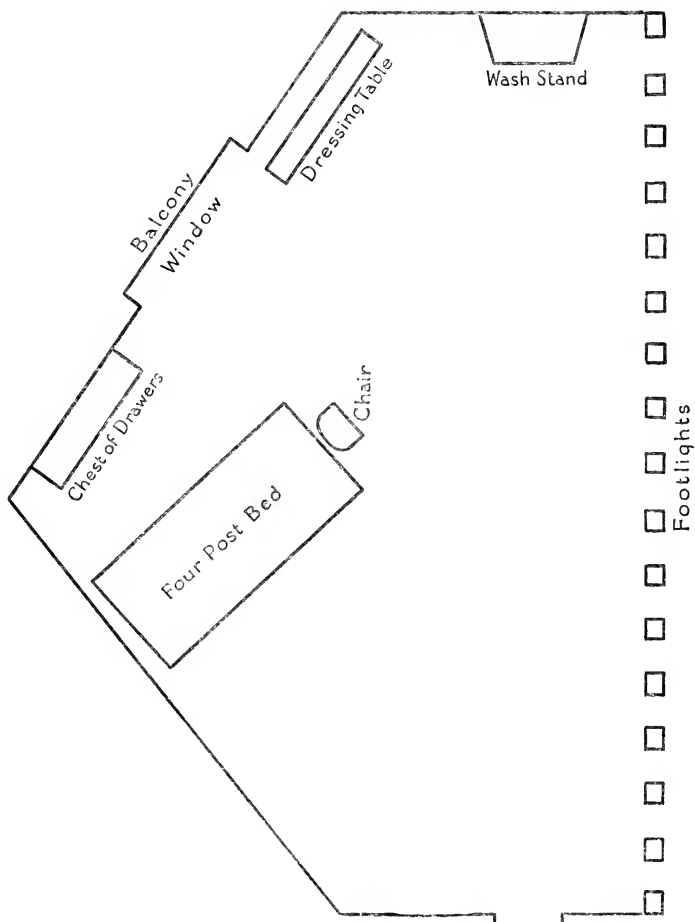 Wash Stand
Dressing Table
Balcony
Window
Chair
Chest of Drawers
Footlights
Four Post Bed